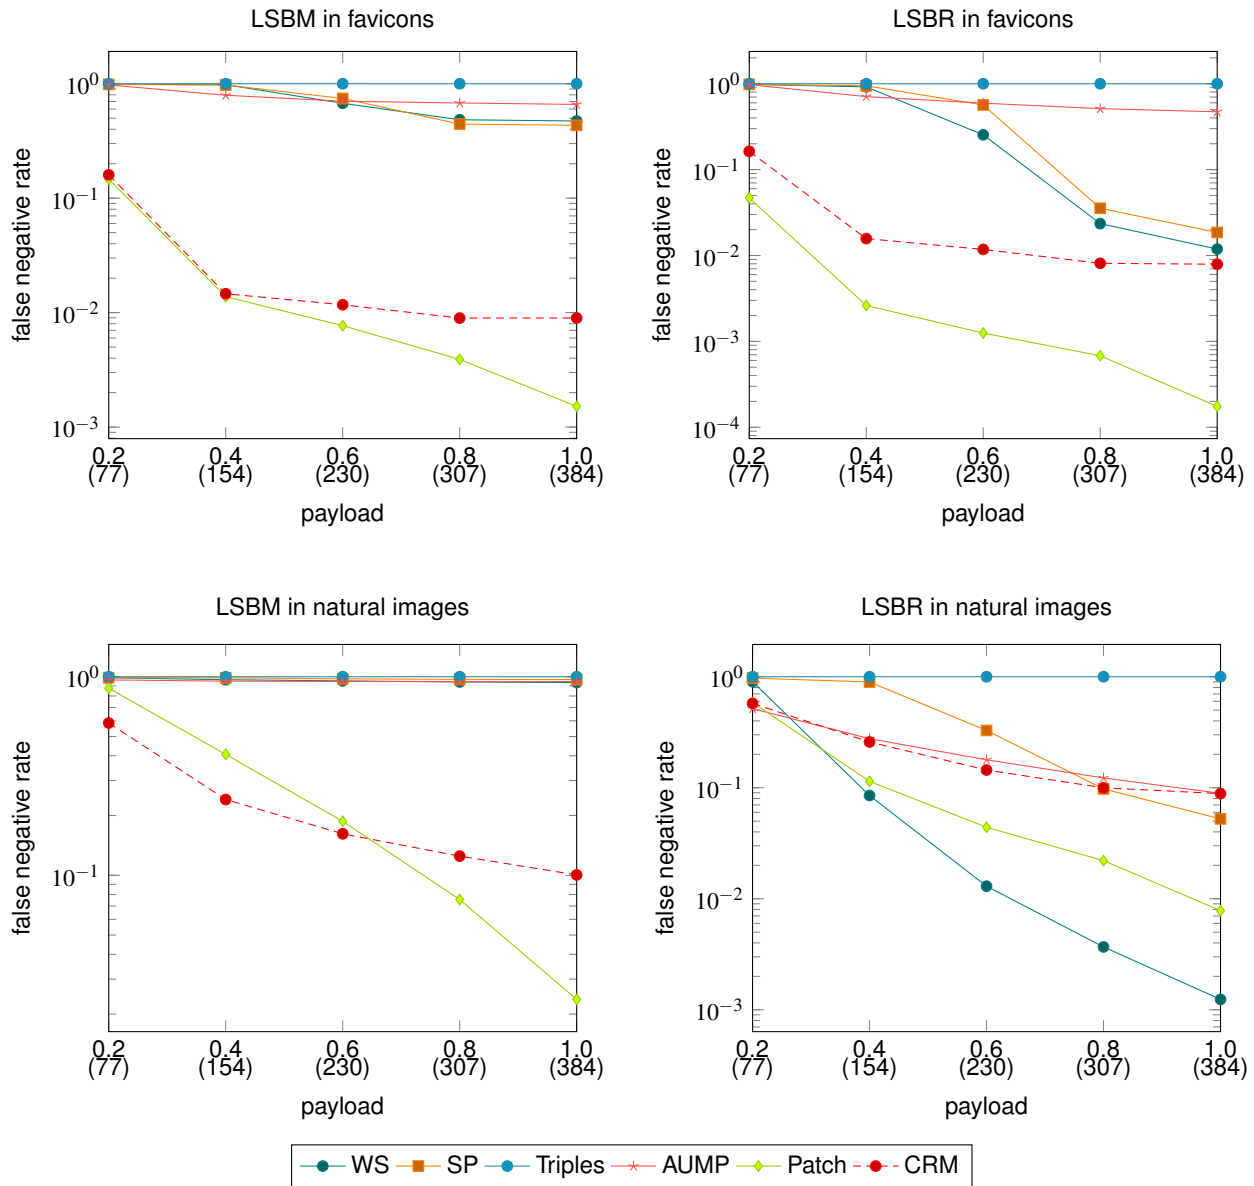 LSBM in favicons
false negative rate
10^0
10^-1
10^-2
10^-3
0.2 0.4 0.6 0.8 1.0
(77) (154) (230) (307) (384)
payload
LSBR in favicons
false negative rate
10^0
10^-1
10^-2
10^-3
10^-4
0.2 0.4 0.6 0.8 1.0
(77) (154) (230) (307) (384)
payload
LSBM in natural images
false negative rate
10^0
10^-1
0.2 0.4 0.6 0.8 1.0
(77) (154) (230) (307) (384)
payload
LSBR in natural images
false negative rate
10^0
10^-1
10^-2
10^-3
0.2 0.4 0.6 0.8 1.0
(77) (154) (230) (307) (384)
payload
WS SP Triples AUMP Patch CRM